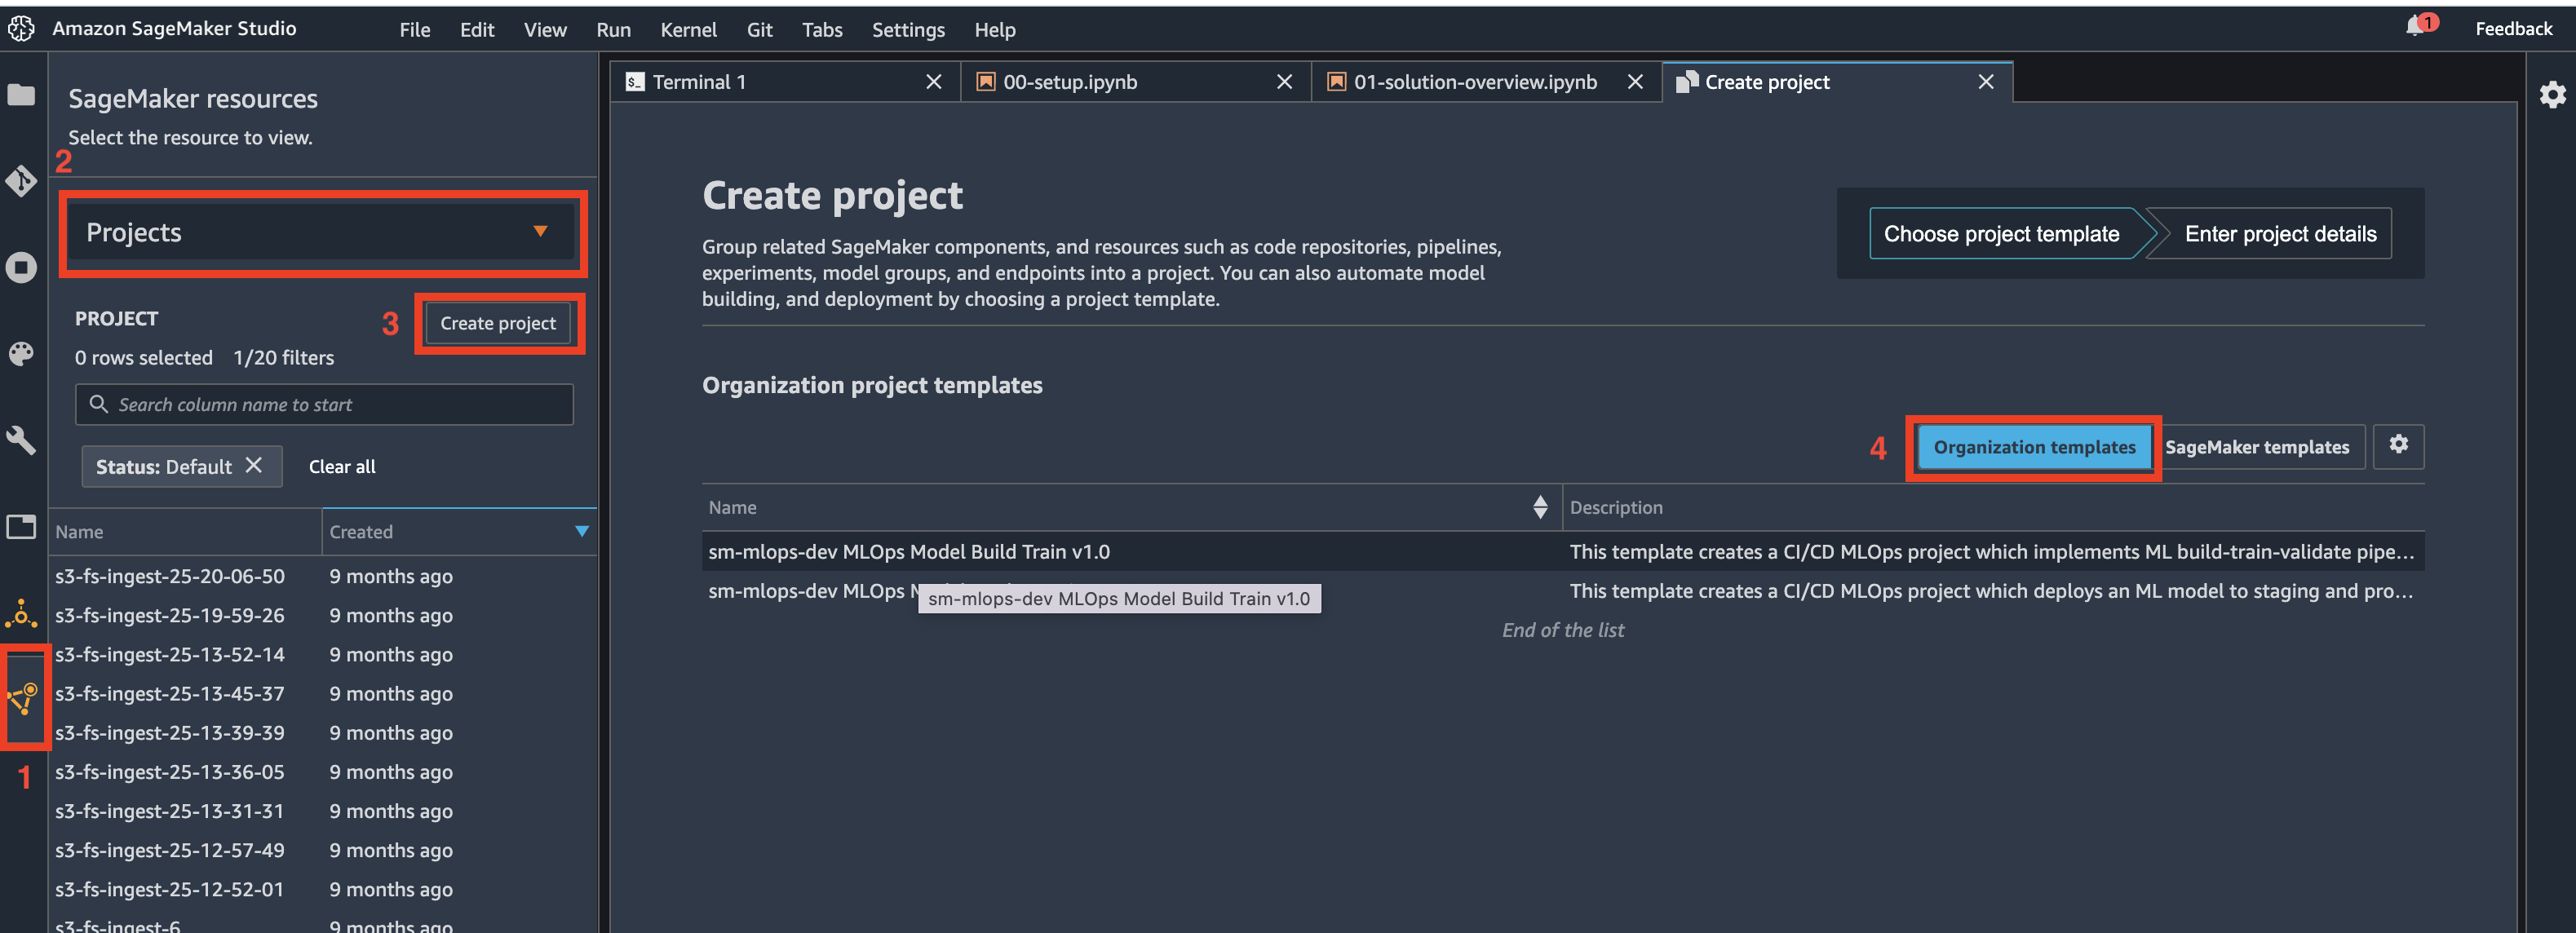 Amazon SageMaker Studio
File Edit View Run Kernel Git Tabs Settings Help
1
Feedback
SageMaker resources
Select the resource to view.
2
Projects
PROJECT
3
Create project
0 rows selected 1/20 filters
Search column name to start
Status: Default
Clear all
Name Created
s3-fs-ingest-25-20-06-50 9 months ago
s3-fs-ingest-25-19-59-26 9 months ago
s3-fs-ingest-25-13-52-14 9 months ago
s3-fs-ingest-25-13-45-37 9 months ago
s3-fs-ingest-25-13-39-39 9 months ago
s3-fs-ingest-25-13-36-05 9 months ago
s3-fs-ingest-25-13-31-31 9 months ago
s3-fs-ingest-25-12-57-49 9 months ago
s3-fs-ingest-25-12-52-01 9 months ago
s3-fs-ingest-6 9 months ago
1
Terminal 1
00-setup.ipynb
01-solution-overview.ipynb
Create project
Create project
Choose project template
Enter project details
Group related SageMaker components, and resources such as code repositories, pipelines,
experiments, model groups, and endpoints into a project. You can also automate model
building, and deployment by choosing a project template.
Organization project templates
4
Organization templates
SageMaker templates
Name Description
sm-mlops-dev MLOps Model Build Train v1.0 This template creates a CI/CD MLOps project which implements ML build-train-validate pipe...
sm-mlops-dev MLOps This template creates a CI/CD MLOps project which deploys an ML model to staging and pro...
sm-mlops-dev MLOps Model Build Train v1.0
End of the list